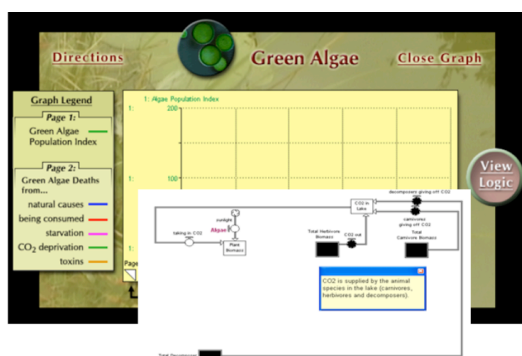 Directions
Green Algae
Close Graph
Graph Legend
Page 1:
Green Algae
Population Index
Page 2:
Green Algae Deaths
from...
natural causes
being consumed
starvation
CO2 deprivation
toxins
1: Algae Population Index
1:
200
1:
100
1:
Page
View
Logic
decomposers giving off CO2
CO2 in
Lake
carnivores
giving off CO2
sunlight
Algae
taking in CO2
Plant
Biomass
Total Herbivore
Biomass
CO2 out
Total
Carnivore Biomass
CO2 is supplied by the animal
species in the lake (carnivores,
herbivores and decomposers).
Total Decomposer